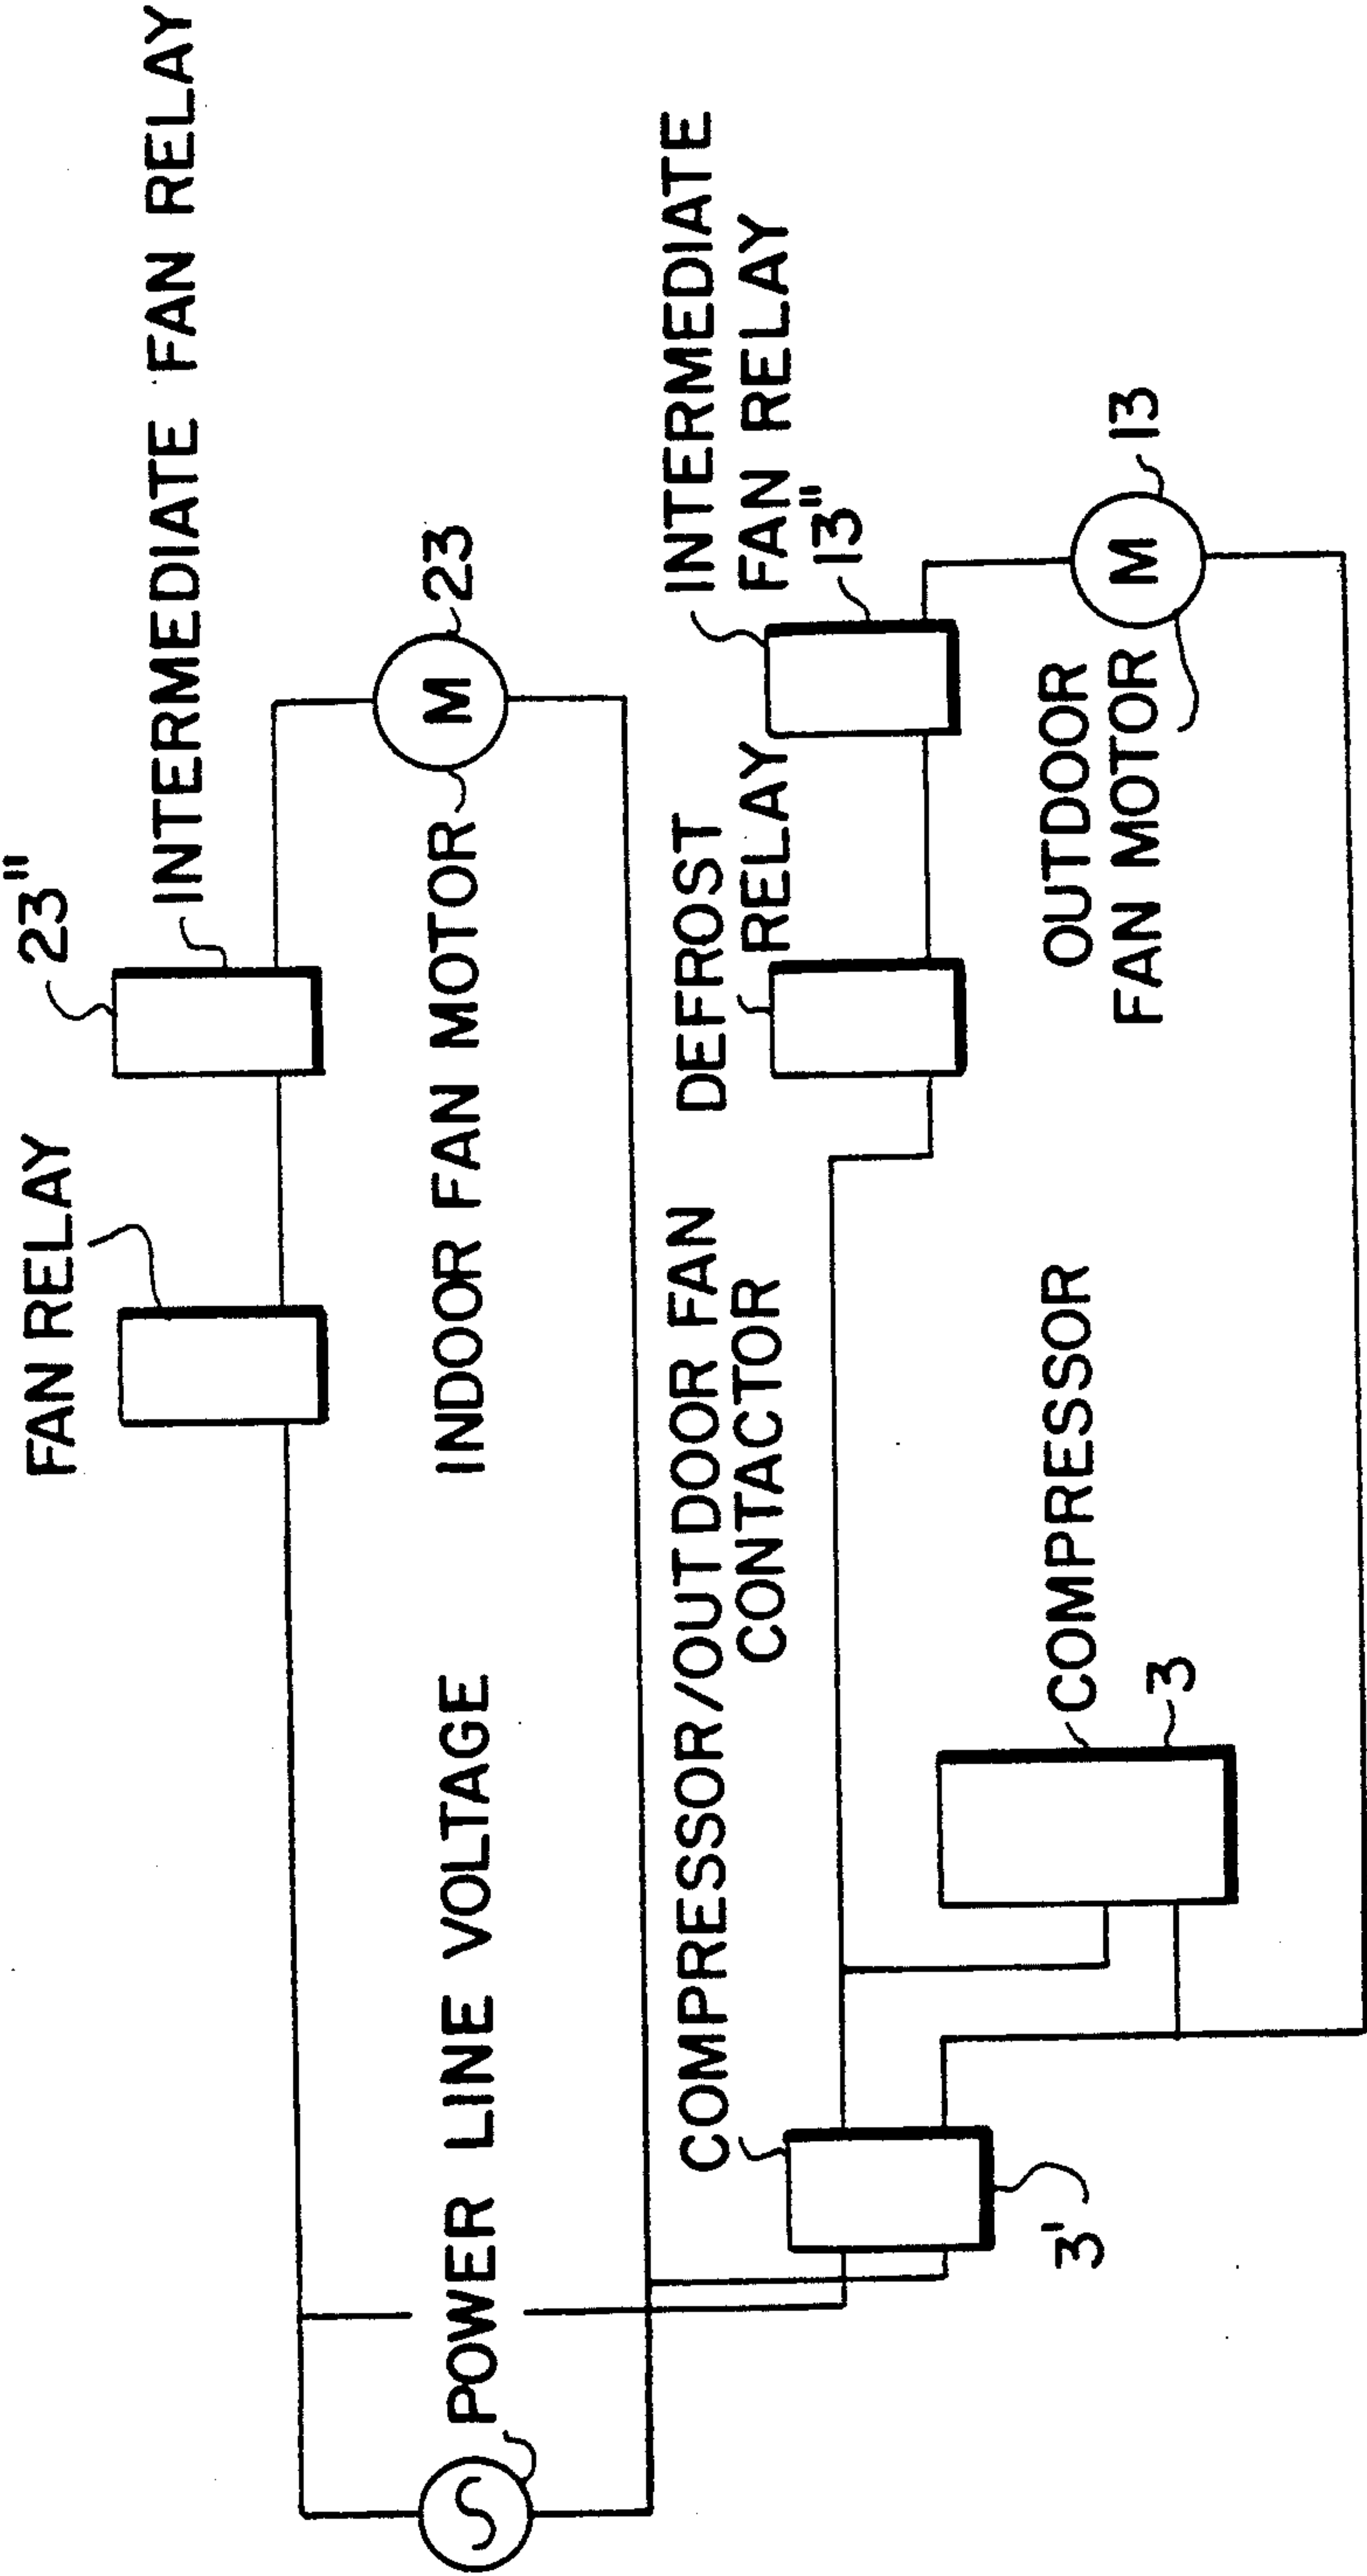 FAN RELAY
23"
INTERMEDIATE FAN RELAY
POWER LINE VOLTAGE
INDOOR FAN MOTOR
M
23
COMPRESSOR/OUTDOOR FAN
CONTACTOR
DEFROST
RELAY
INTERMEDIATE
FAN RELAY
13"
3'
COMPRESSOR
3
OUTDOOR
FAN MOTOR
M
13